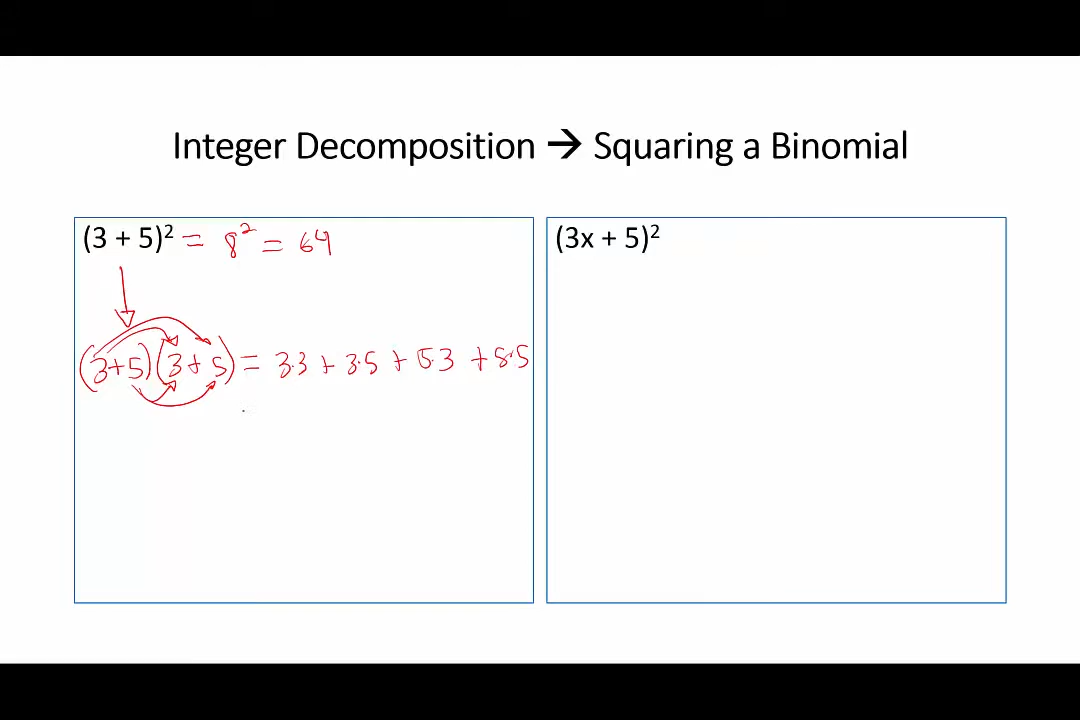 Integer Decomposition → Squaring a Binomial
(3 + 5)² = 8² = 64
(3+5)(3+5) = 3·3 + 3·5 + 5·3 + 5·5
(3x + 5)²